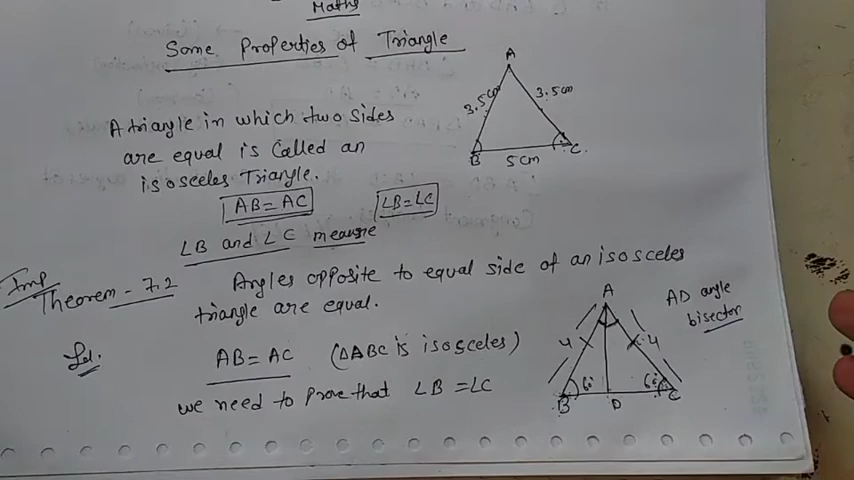 Maths
Some Properties of Triangle
A triangle in which two sides
are equal is called an
isosceles Triangle.
AB = AC
∠B = ∠C
∠B and ∠C measure
A
3.5cm
3.5cm
B
5cm
C
Imp
Theorem - 7.2
Angles opposite to equal side of an isosceles
triangle are equal.
Sol.
AB = AC (△ABC is isosceles)
we need to prove that ∠B = ∠C
A
4
4
B
D
C
AD angle
bisector